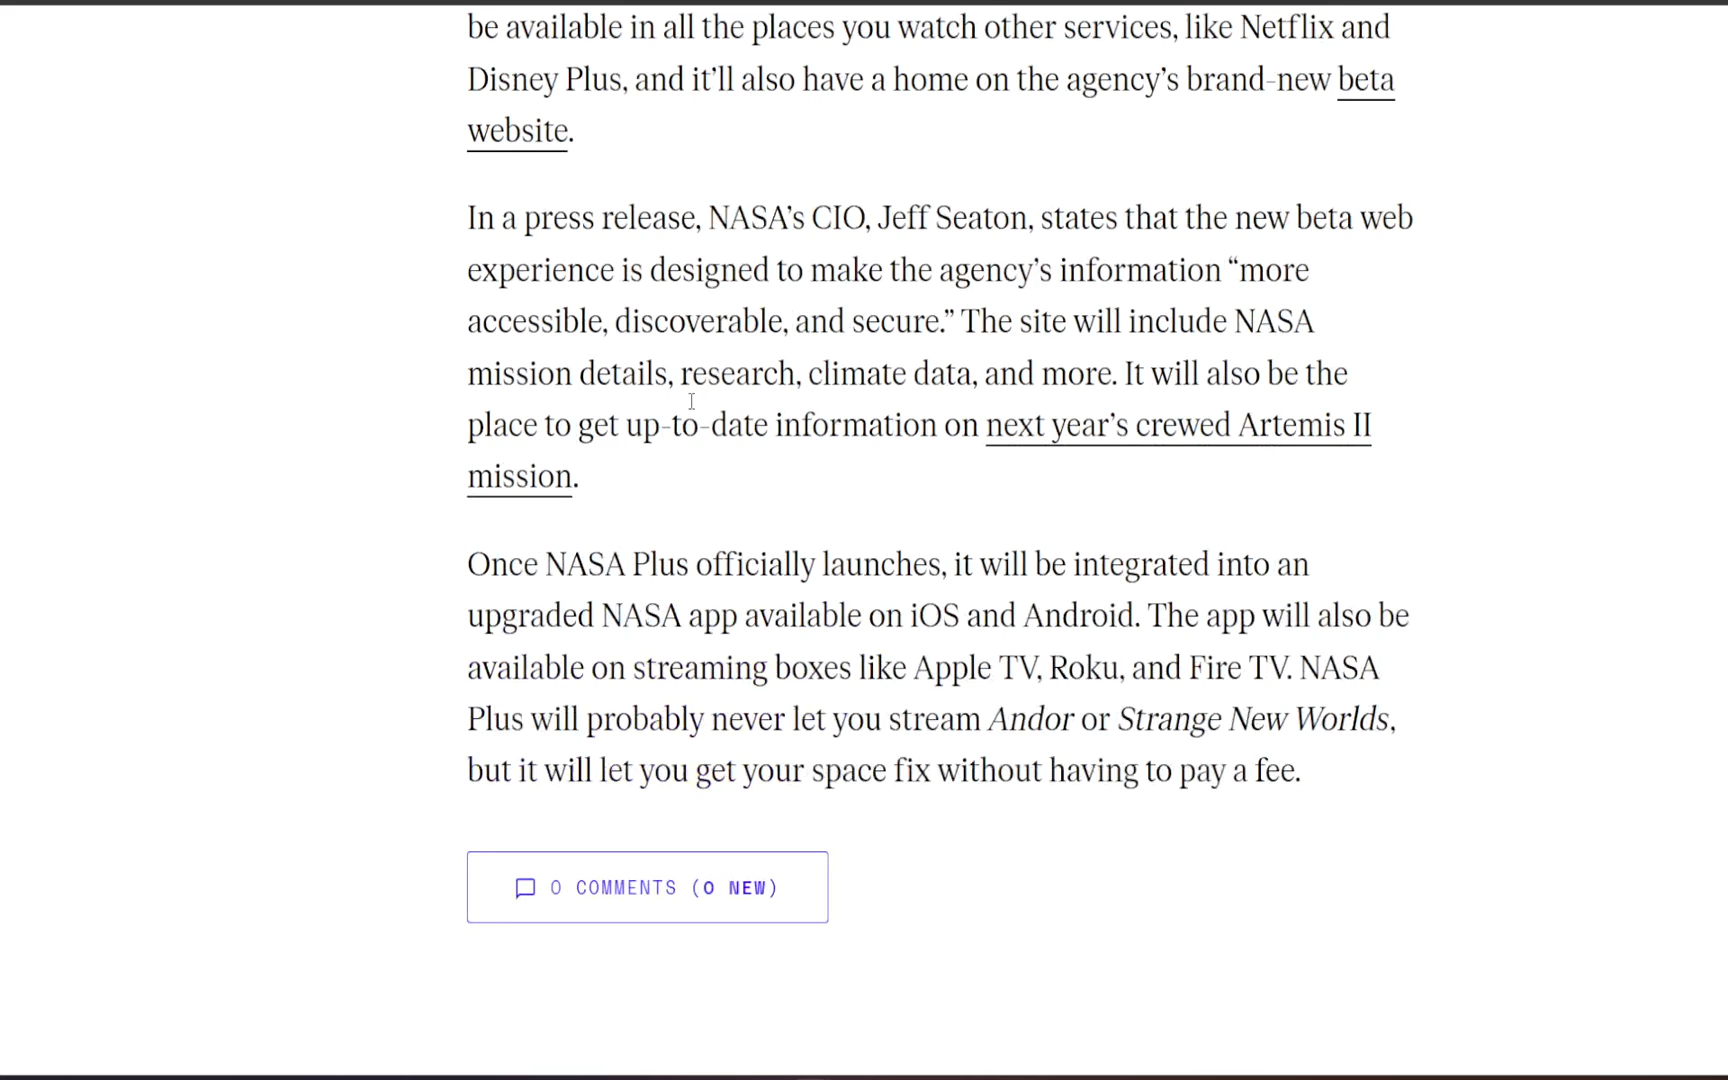 be available in all the places you watch other services, like Netflix and
Disney Plus, and it’ll also have a home on the agency’s brand-new beta
website.
In a press release, NASA’s CIO, Jeff Seaton, states that the new beta web
experience is designed to make the agency’s information “more
accessible, discoverable, and secure.” The site will include NASA
mission details, research, climate data, and more. It will also be the
place to get up-to-date information on next year’s crewed Artemis II
mission.
Once NASA Plus officially launches, it will be integrated into an
upgraded NASA app available on iOS and Android. The app will also be
available on streaming boxes like Apple TV, Roku, and Fire TV. NASA
Plus will probably never let you stream Andor or Strange New Worlds,
but it will let you get your space fix without having to pay a fee.
0 COMMENTS (0 NEW)